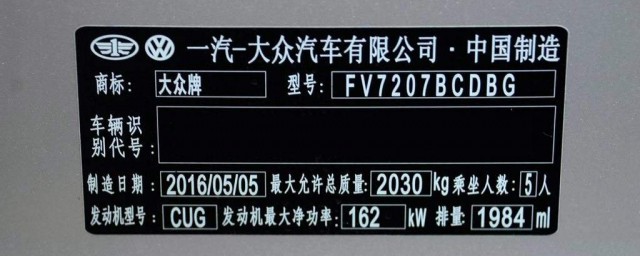 一汽-大众汽车有限公司·中国制造
商标: 大众牌 型号: FV7207BCDBG
车辆识
别代号:
制造日期: 2016/05/05 最大允许总质量: 2030 kg 乘坐人数: 5 人
发动机型号: CUG 发动机最大净功率: 162 kW 排量: 1984 ml